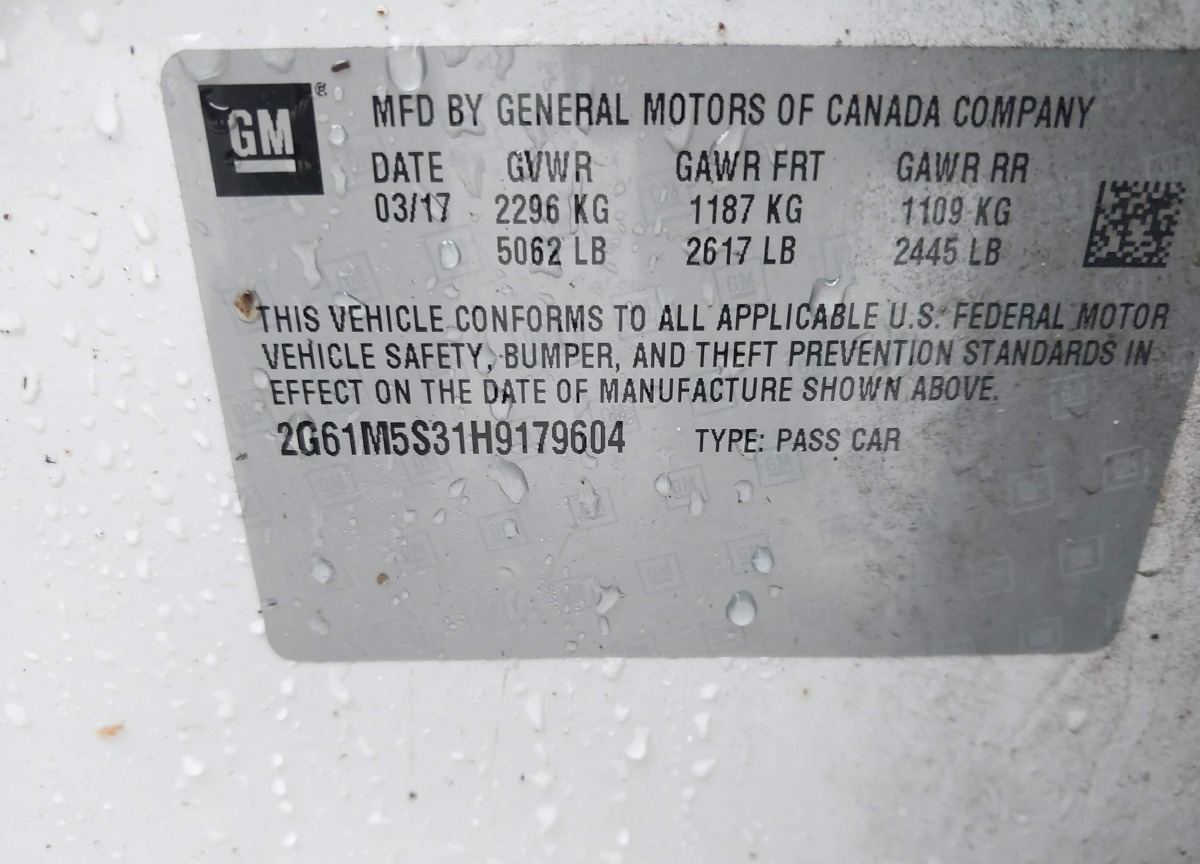 GM®
MFD BY GENERAL MOTORS OF CANADA COMPANY
DATE GVWR GAWR FRT GAWR RR
03/17 2296 KG 1187 KG 1109 KG
5062 LB 2617 LB 2445 LB
THIS VEHICLE CONFORMS TO ALL APPLICABLE U.S. FEDERAL MOTOR
VEHICLE SAFETY, BUMPER, AND THEFT PREVENTION STANDARDS IN
EFFECT ON THE DATE OF MANUFACTURE SHOWN ABOVE.
2G61M5S31H9179604 TYPE: PASS CAR